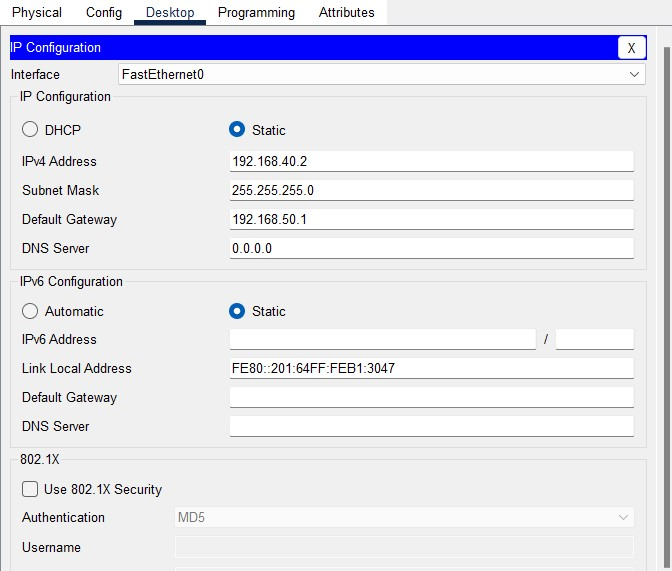 Physical Config Desktop Programming Attributes
IP Configuration X
Interface FastEthernet0
IP Configuration
DHCP Static
IPv4 Address 192.168.40.2
Subnet Mask 255.255.255.0
Default Gateway 192.168.50.1
DNS Server 0.0.0.0
IPv6 Configuration
Automatic Static
IPv6 Address /
Link Local Address FE80::201:64FF:FEB1:3047
Default Gateway
DNS Server
802.1X
Use 802.1X Security
Authentication MD5
Username